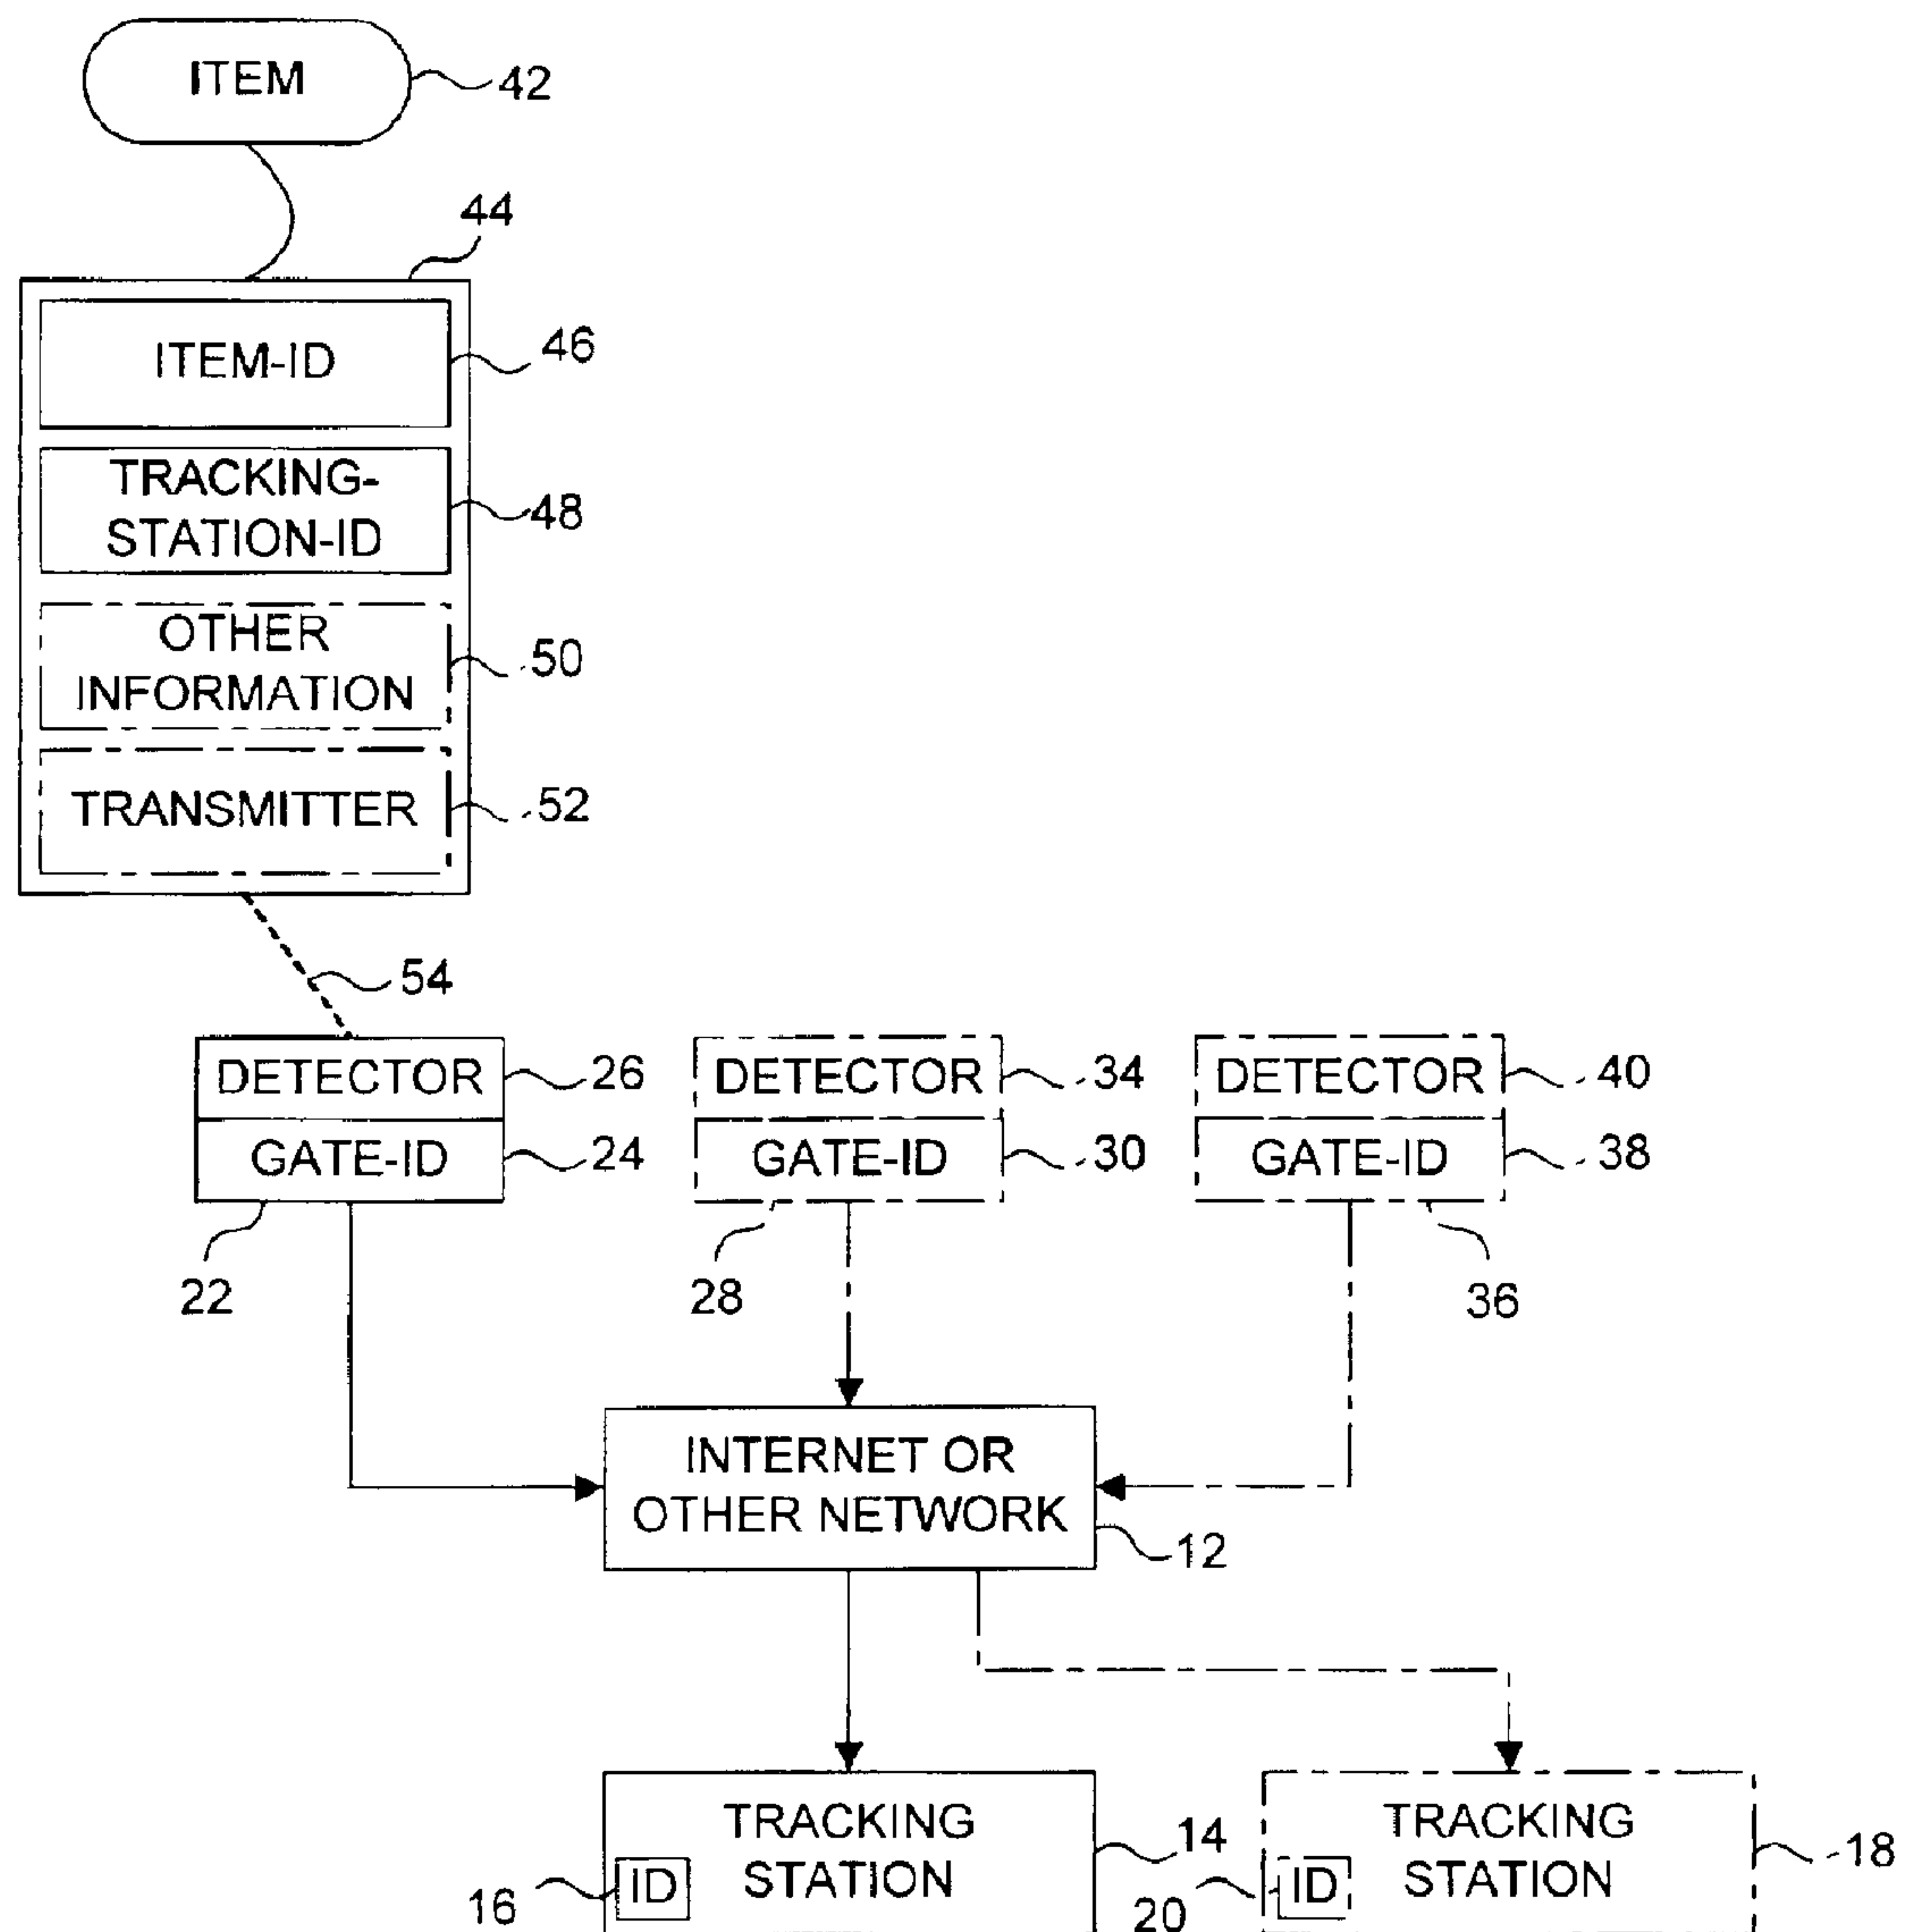 ITEM
42
44
ITEM-ID
46
TRACKING-
STATION-ID
48
OTHER
INFORMATION
50
TRANSMITTER
52
54
DETECTOR
26
DETECTOR
34
DETECTOR
40
GATE-ID
24
GATE-ID
30
GATE-ID
38
22
28
36
INTERNET OR
OTHER NETWORK
12
TRACKING
STATION
14
ID
16
TRACKING
STATION
18
ID
20